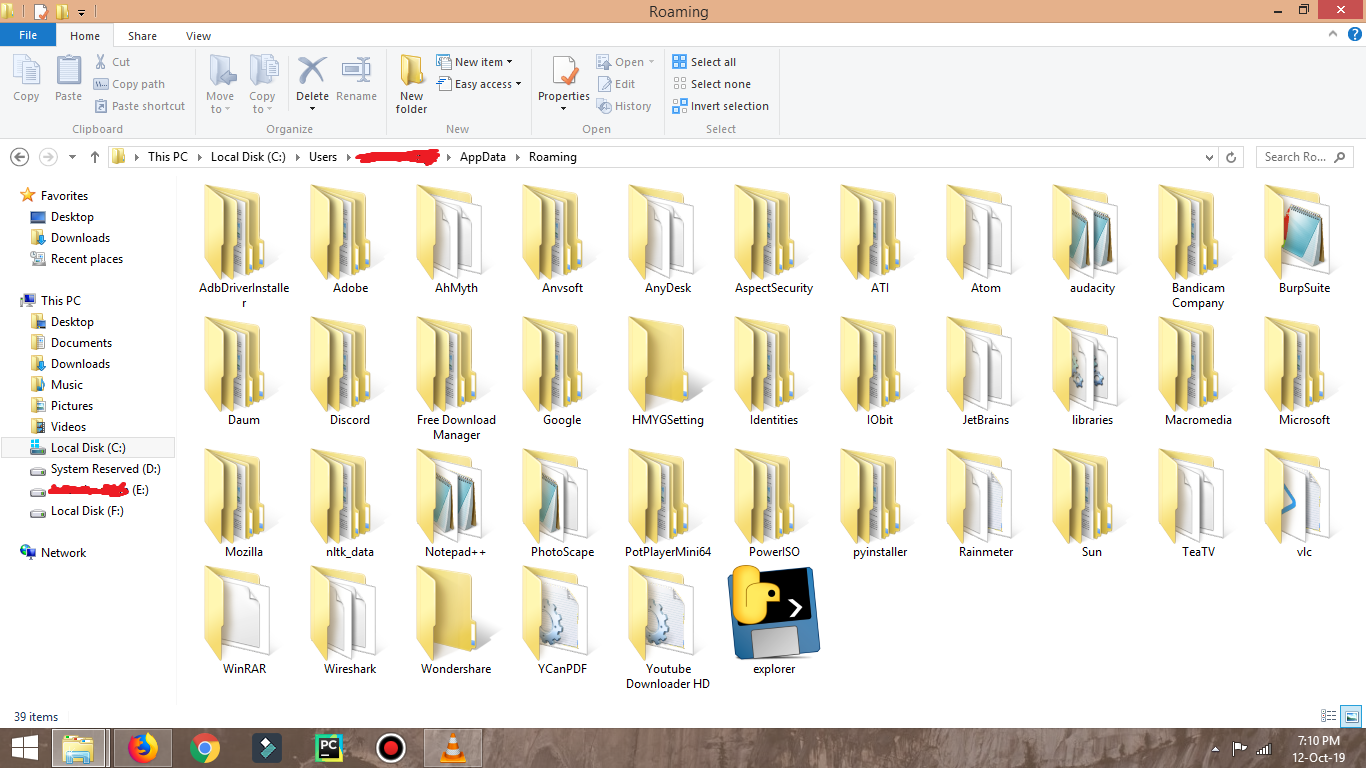 Roaming
File
Home
Share
View
Copy
Paste
Cut
Copy path
Paste shortcut
Clipboard
Move to
Copy to
Delete
Rename
Organize
New folder
New item
Easy access
New
Properties
Open
Edit
History
Open
Select all
Select none
Invert selection
Select
This PC
Local Disk (C:)
Users
AppData
Roaming
Search Ro...
Favorites
Desktop
Downloads
Recent places
This PC
Desktop
Documents
Downloads
Music
Pictures
Videos
Local Disk (C:)
System Reserved (D:)
(E:)
Local Disk (F:)
Network
AdbDriverInstalle
r
Adobe
AhMyth
Anvsoft
AnyDesk
AspectSecurity
ATI
Atom
audacity
Bandicam
Company
BurpSuite
Daum
Discord
Free Download
Manager
Google
HMYGSetting
Identities
IObit
JetBrains
libraries
Macromedia
Microsoft
Mozilla
nltk_data
Notepad++
PhotoScape
PotPlayerMini64
PowerISO
pyinstaller
Rainmeter
Sun
TeaTV
vlc
WinRAR
Wireshark
Wondershare
YCanPDF
Youtube
Downloader HD
explorer
39 items
PC
7:10 PM
12-Oct-19